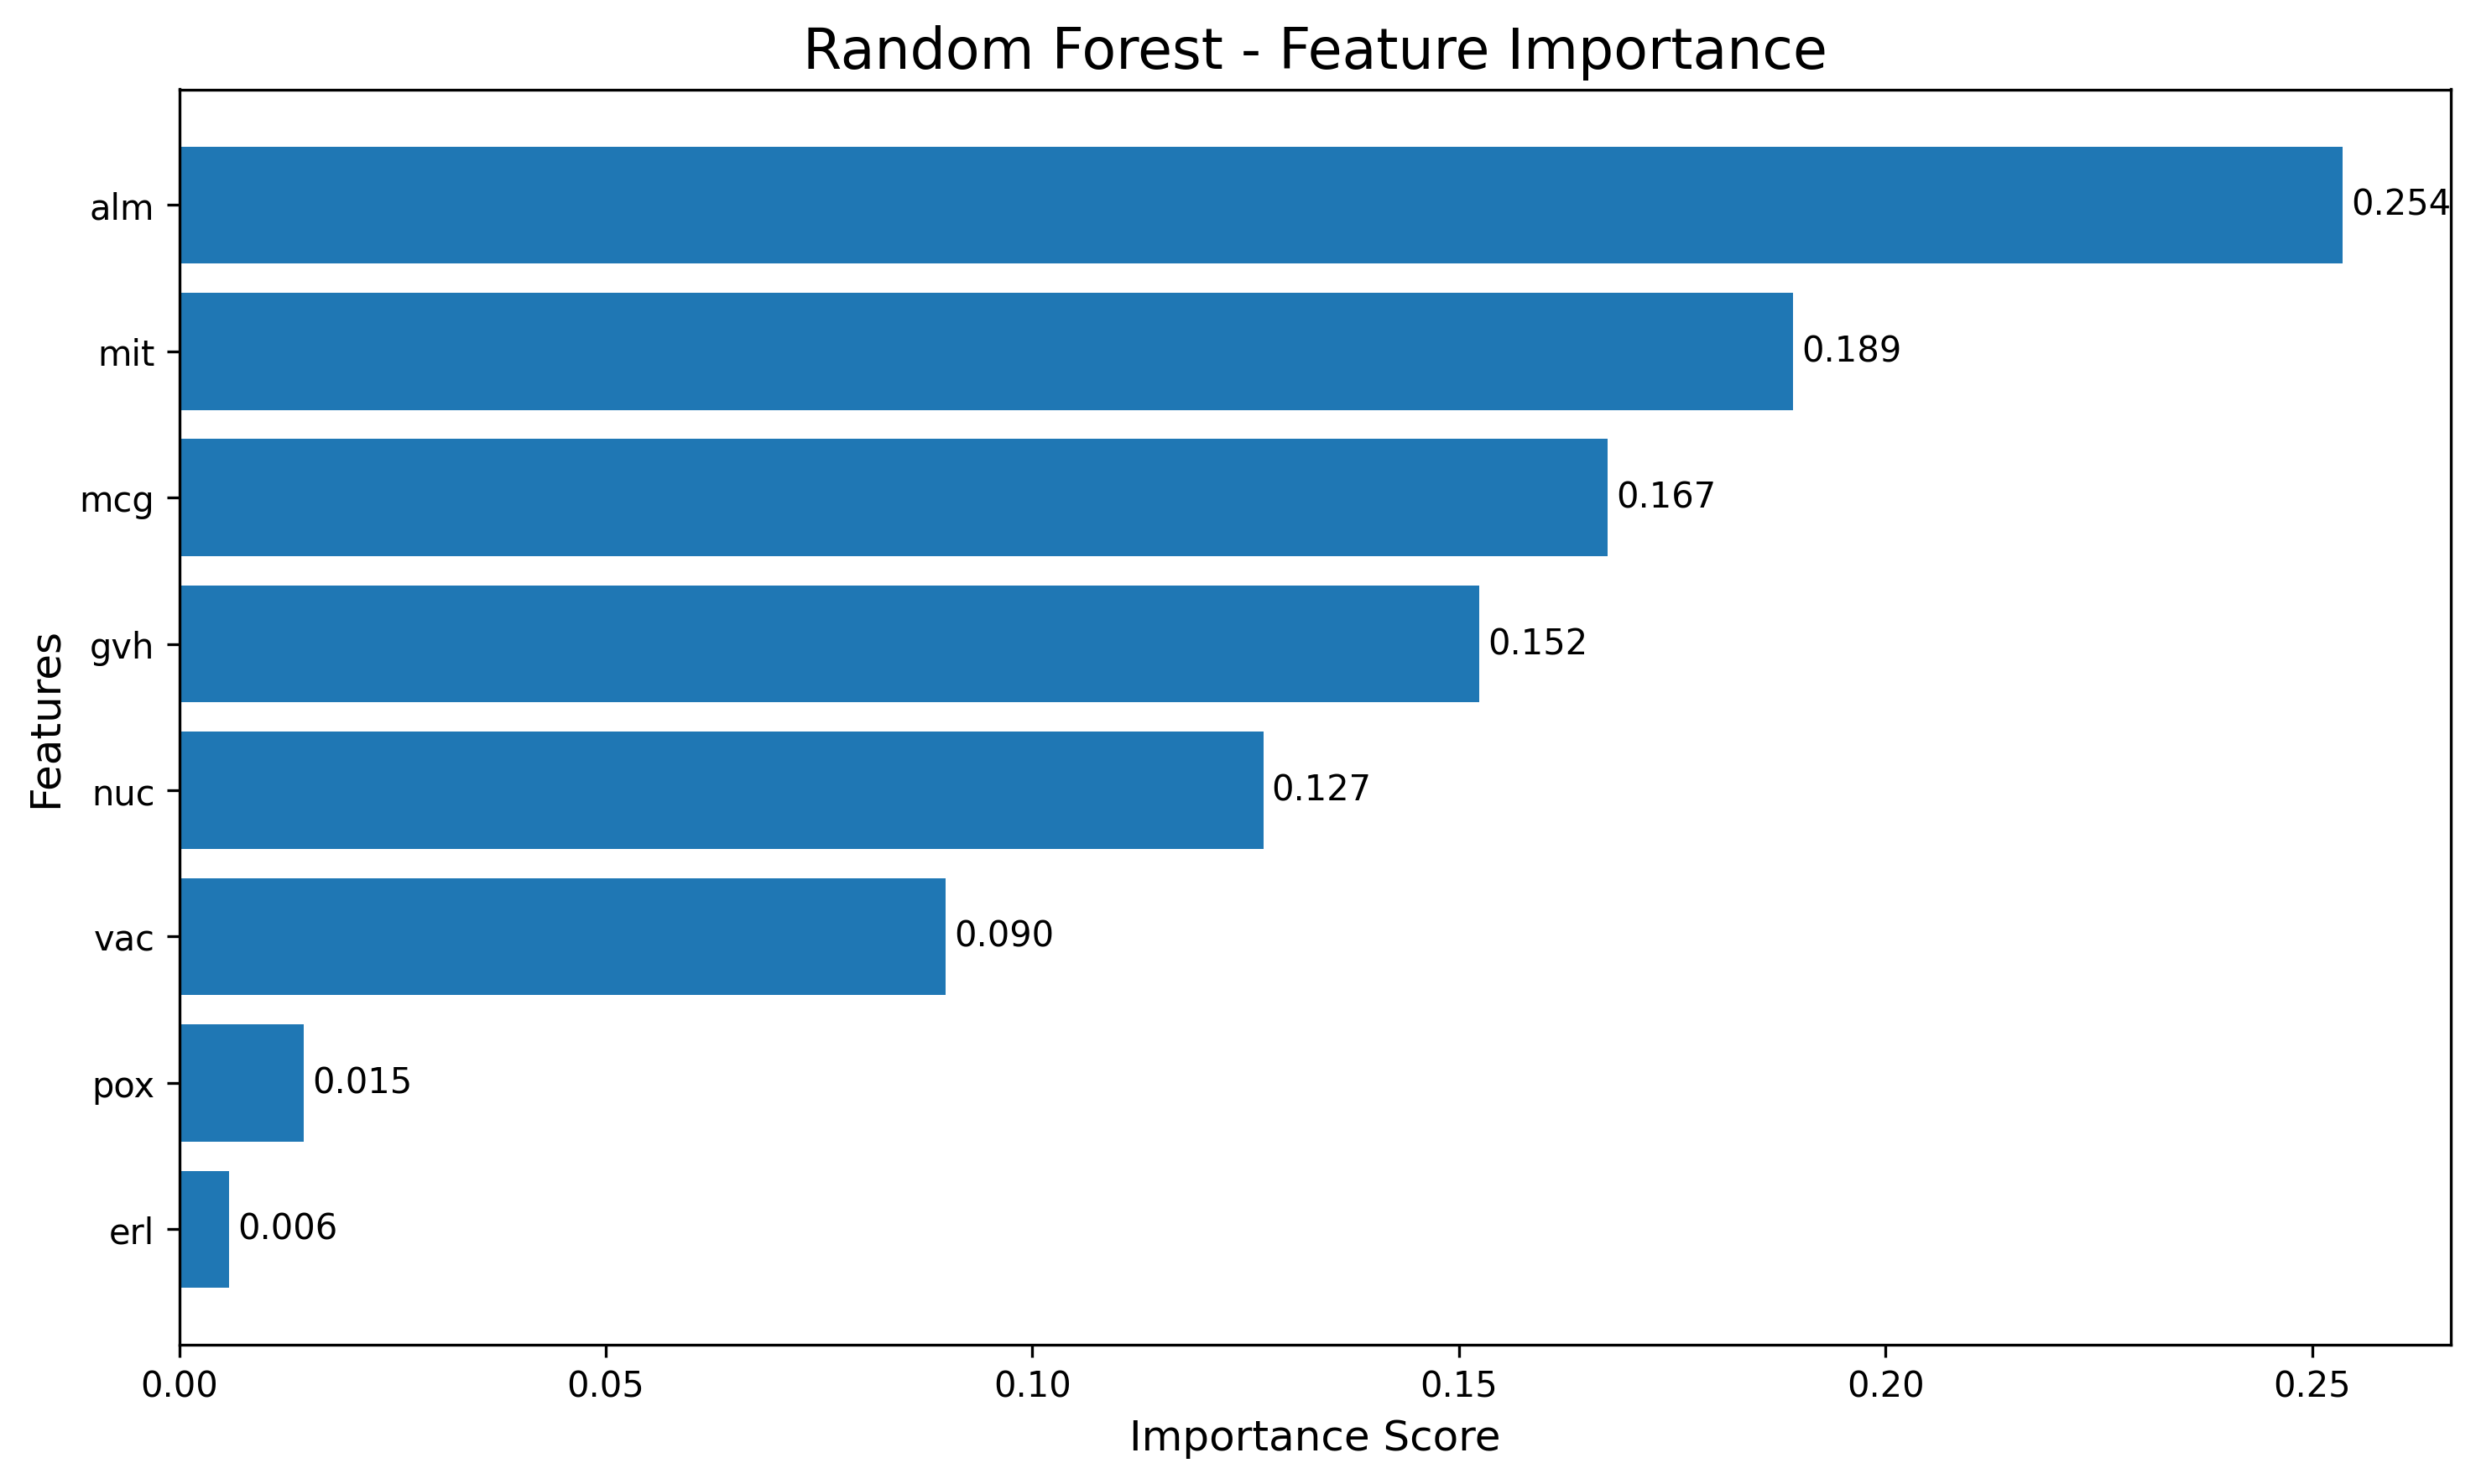 Random Forest - Feature Importance
Features
alm
0.254
mit
0.189
mcg
0.167
gvh
0.152
nuc
0.127
vac
0.090
pox
0.015
erl
0.006
0.00 0.05 0.10 0.15 0.20 0.25
Importance Score